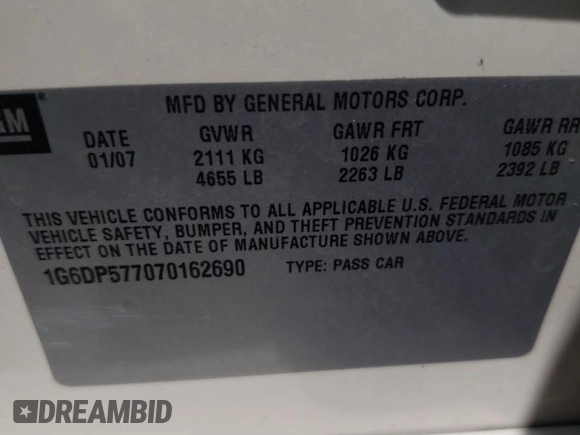 GM
MFD BY GENERAL MOTORS CORP.
DATE GVWR GAWR FRT GAWR RR
01/07 2111 KG 1026 KG 1085 KG
4655 LB 2263 LB 2392 LB
THIS VEHICLE CONFORMS TO ALL APPLICABLE U.S. FEDERAL MOTOR
VEHICLE SAFETY, BUMPER, AND THEFT PREVENTION STANDARDS IN
EFFECT ON THE DATE OF MANUFACTURE SHOWN ABOVE.
1G6DP577070162690 TYPE: PASS CAR
DREAMBID